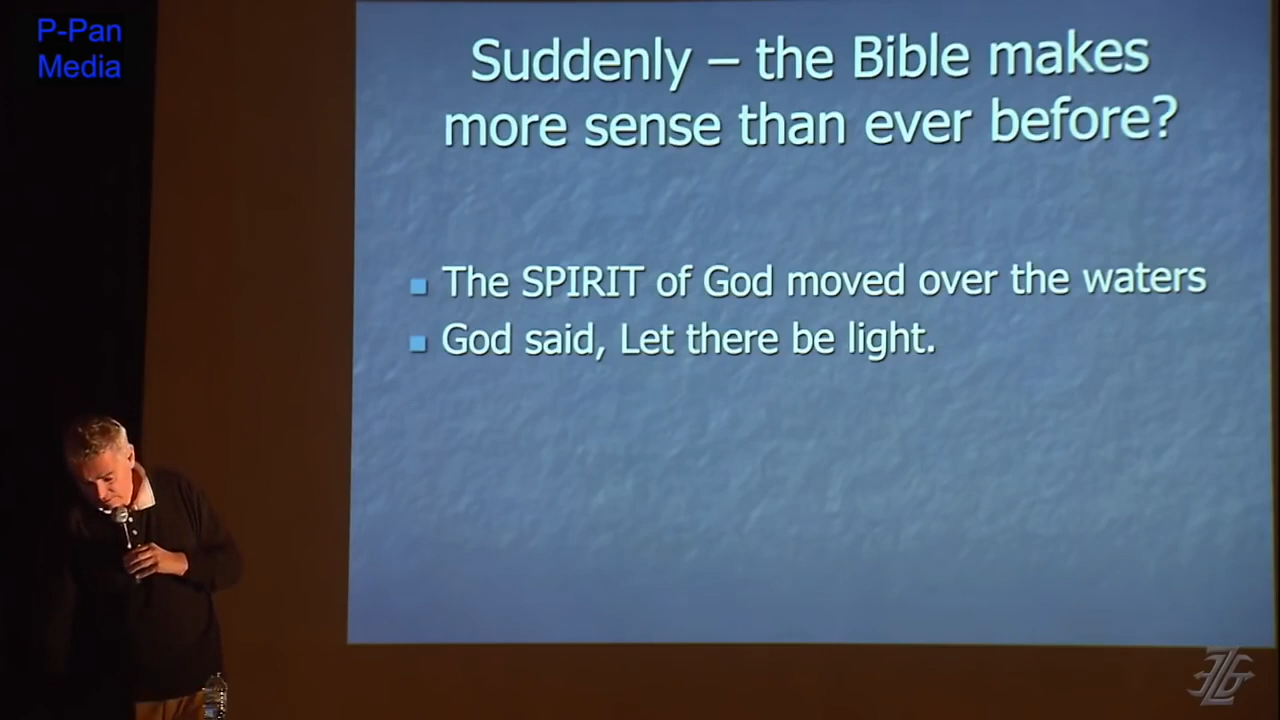 P-Pan
Media
Suddenly – the Bible makes
more sense than ever before?
The SPIRIT of God moved over the waters
God said, Let there be light.